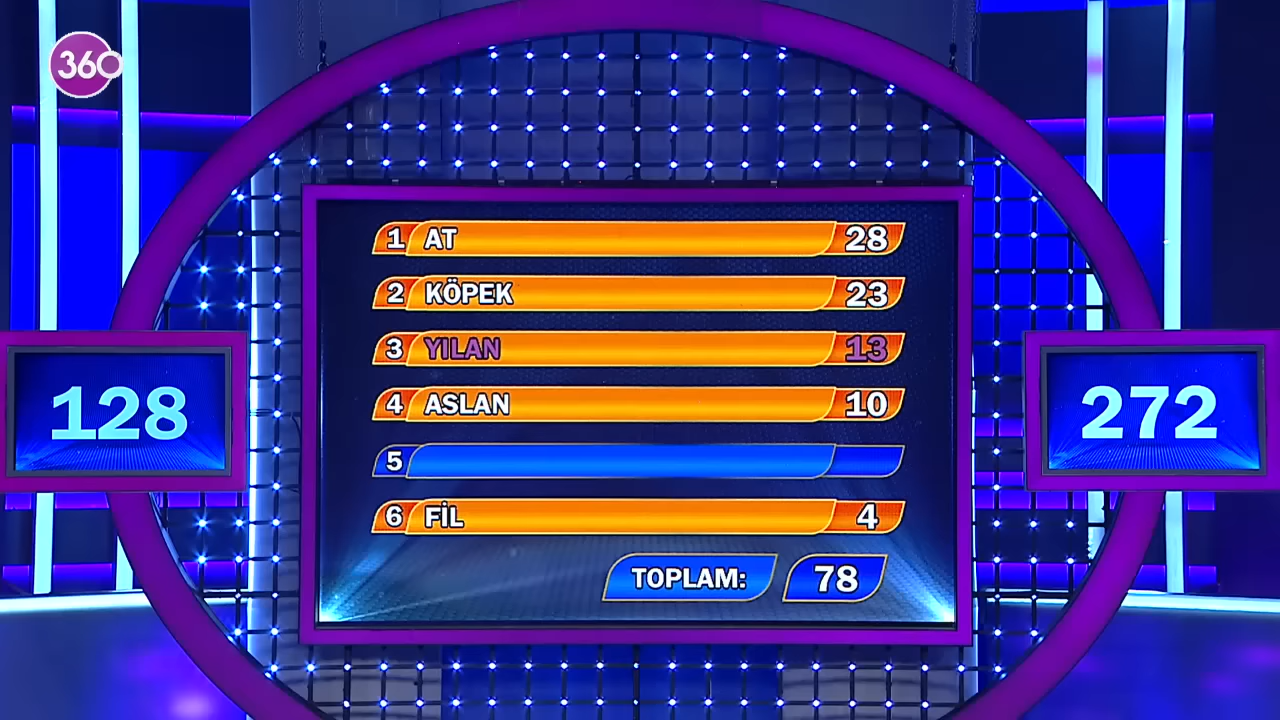 360
1 AT 28
2 KÖPEK 23
3 YILAN 13
4 ASLAN 10
5
6 FİL 4
TOPLAM: 78
128
272